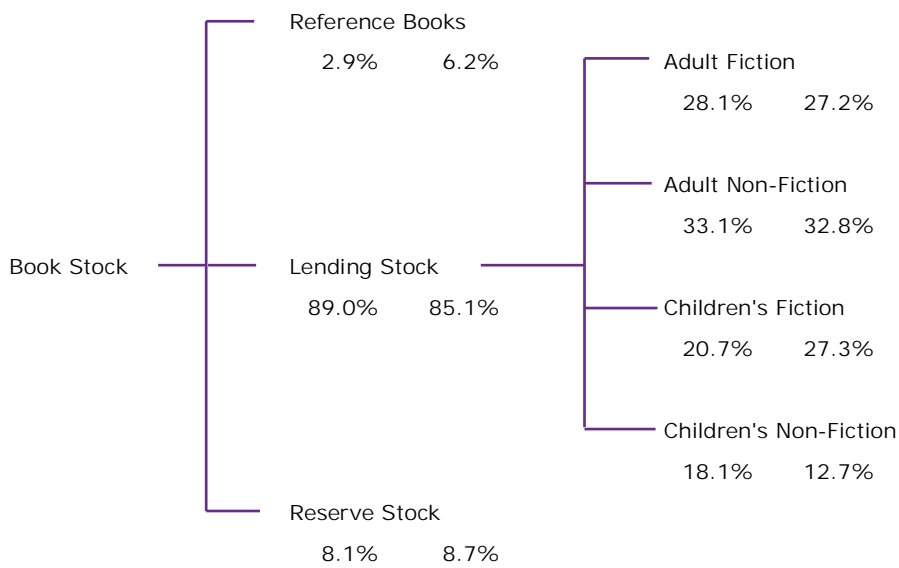 Reference Books
2.9% 6.2%
Adult Fiction
28.1% 27.2%
Adult Non-Fiction
33.1% 32.8%
Book Stock
Lending Stock
89.0% 85.1%
Children's Fiction
20.7% 27.3%
Children's Non-Fiction
18.1% 12.7%
Reserve Stock
8.1% 8.7%